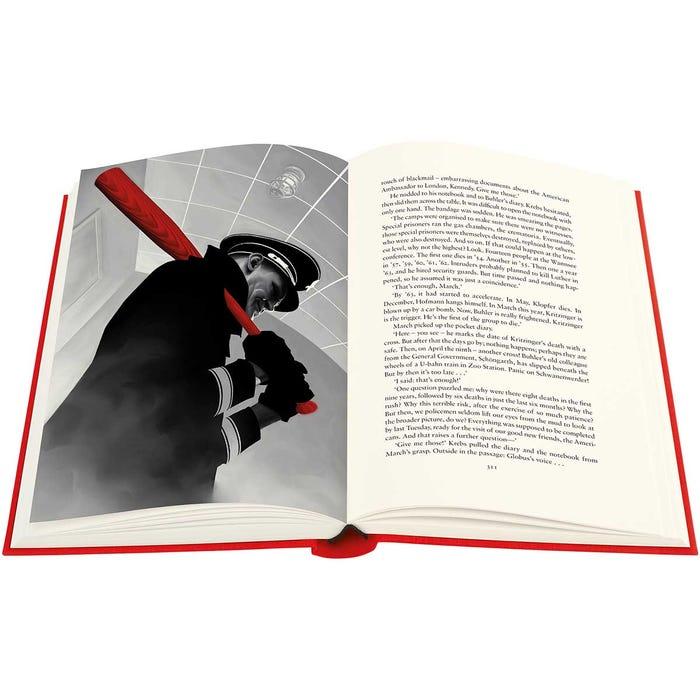 touch of blackmail – embarrassing documents about the American
Ambassador to London, Kennedy. Give me those.'
He nodded to his notebook and to Buhler's diary. Krebs hesitated,
then slid them across the table. It was difficult to open the notebook with
only one hand. The bandage was sodden. He was smearing the pages.
'The camps were organised to make sure there were no witnesses.
Special prisoners ran the gas chambers, the crematoria. Eventually,
those special prisoners were themselves destroyed, replaced by others,
who were also destroyed. And so on. If that could happen at the low-
est level, why not the highest? Look. Fourteen people at the Wannsee
conference. The first one dies in '54. Another in '55. Then one a year
in '57, '59, '60, '61, '62. Intruders probably planned to kill Luther in
'63, and he hired security guards. But time passed and nothing hap-
pened, so he assumed it was just a coincidence.'
'That's enough, March.'
'By '63, it had started to accelerate. In May, Klopfer dies. In
December, Hofmann hangs himself. In March this year, Kritzinger is
blown up by a car bomb. Now, Buhler is really frightened. Kritzinger
is the trigger. He's the first of the group to die.'
March picked up the pocket diary.
'Here – you see – he marks the date of Kritzinger's death with a
cross. But after that the days go by; nothing happens; perhaps they are
safe. Then, on April the ninth – another cross! Buhler's old colleague
from the General Government, Schöngarth, has slipped beneath the
wheels of a U-bahn train in Zoo Station. Panic on Schwanenwerder!
But by then it's too late . . .'
'I said: that's enough!'
'One question puzzled me: why were there eight deaths in the first
nine years, followed by six deaths in just the last six months? Why the
rush? Why this terrible risk, after the exercise of so much patience?
But then, we policemen seldom lift our eyes from the mud to look at
the broader picture, do we? Everything was supposed to be completed
by last Tuesday, ready for the visit of our good new friends, the Ameri-
cans. And that raises a further question—'
'Give me those!' Krebs pulled the diary and the notebook from
March's grasp. Outside in the passage: Globus's voice . . .
311